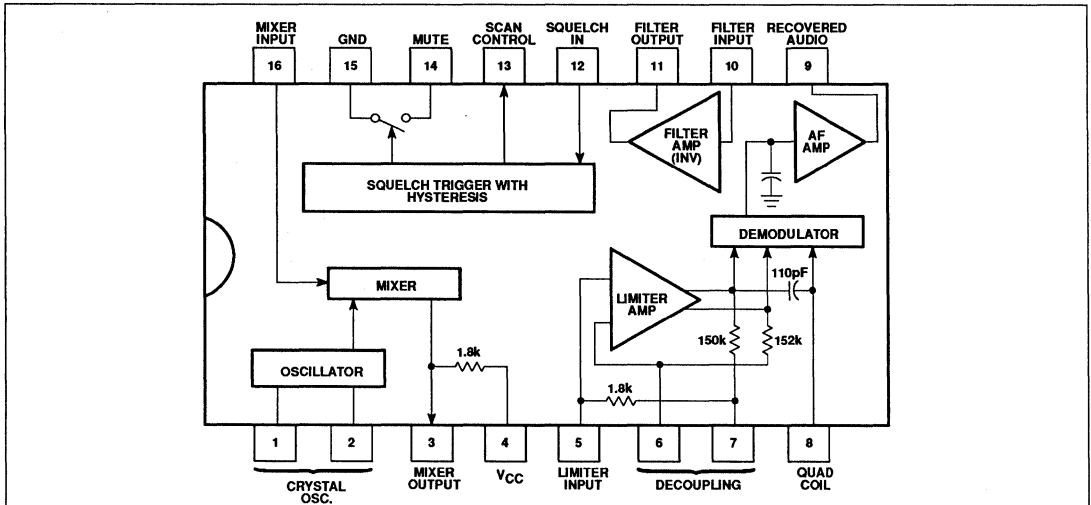 MIXER INPUT
GND
MUTE
SCAN CONTROL
SQUELCH IN
FILTER OUTPUT
FILTER INPUT
RECOVERED AUDIO
16
15
14
13
12
11
10
9
FILTER AMP (INV)
AF AMP
SQUELCH TRIGGER WITH HYSTERESIS
DEMODULATOR
MIXER
LIMITER AMP
110pF
150k
152k
OSCILLATOR
1.8k
1.8k
1
2
3
4
5
6
7
8
CRYSTAL OSC.
MIXER OUTPUT
VCC
LIMITER INPUT
DECOUPLING
QUAD COIL